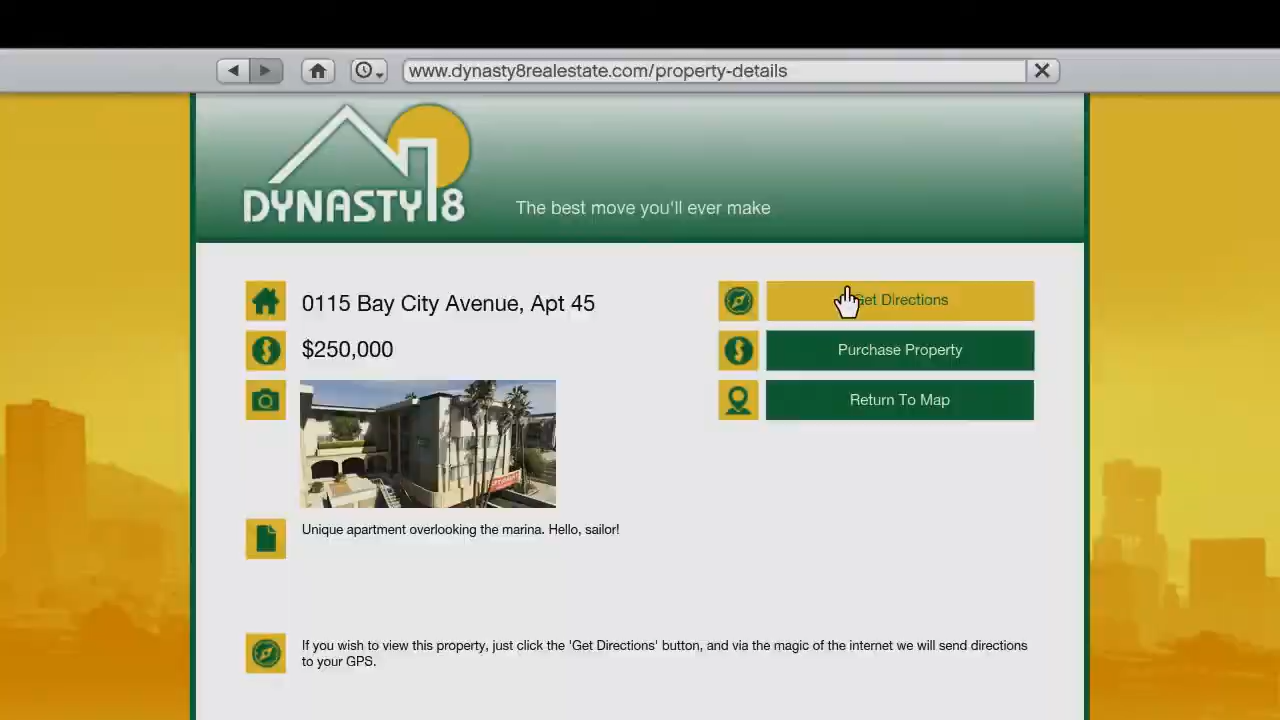 www.dynasty8realestate.com/property-details
DYNASTY 8
The best move you'll ever make
0115 Bay City Avenue, Apt 45
$250,000
Get Directions
Purchase Property
Return To Map
Unique apartment overlooking the marina. Hello, sailor!
If you wish to view this property, just click the 'Get Directions' button, and via the magic of the internet we will send directions
to your GPS.